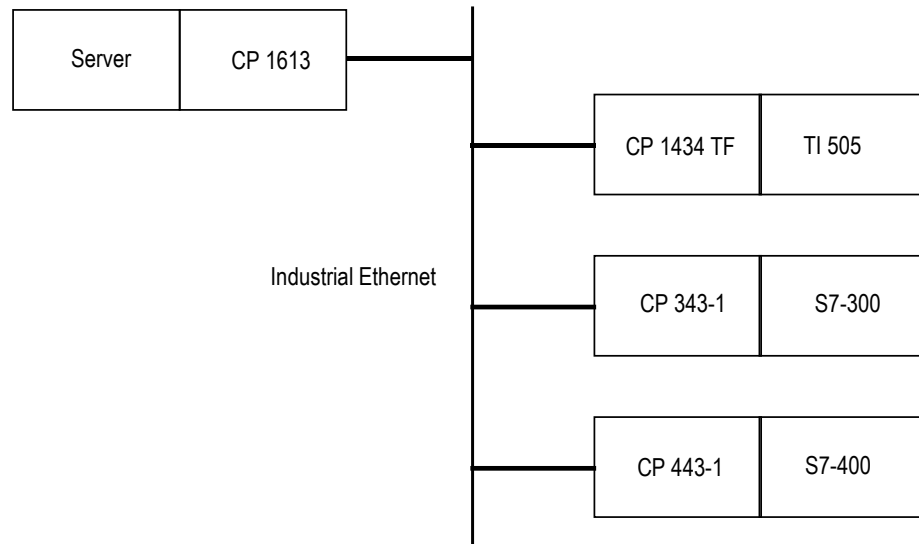 Server
CP 1613
CP 1434 TF
TI 505
Industrial Ethernet
CP 343-1
S7-300
CP 443-1
S7-400